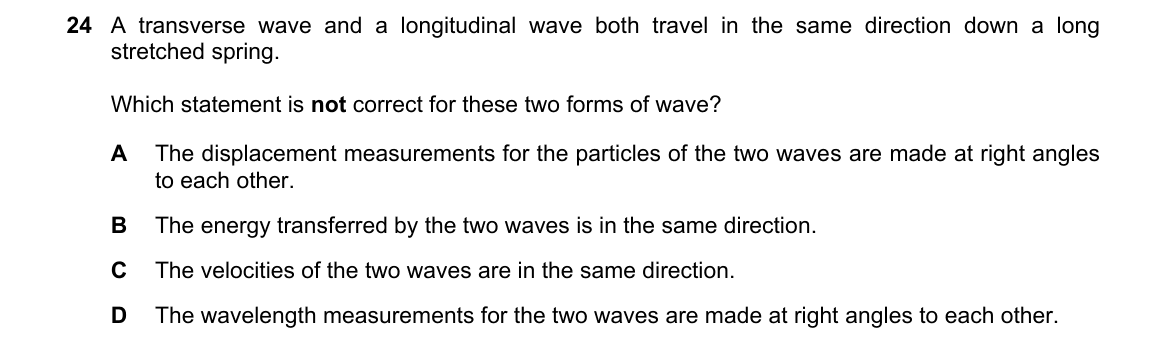 24 A transverse wave and a longitudinal wave both travel in the same direction down a long
stretched spring.
Which statement is not correct for these two forms of wave?
A The displacement measurements for the particles of the two waves are made at right angles
to each other.
B The energy transferred by the two waves is in the same direction.
C The velocities of the two waves are in the same direction.
D The wavelength measurements for the two waves are made at right angles to each other.